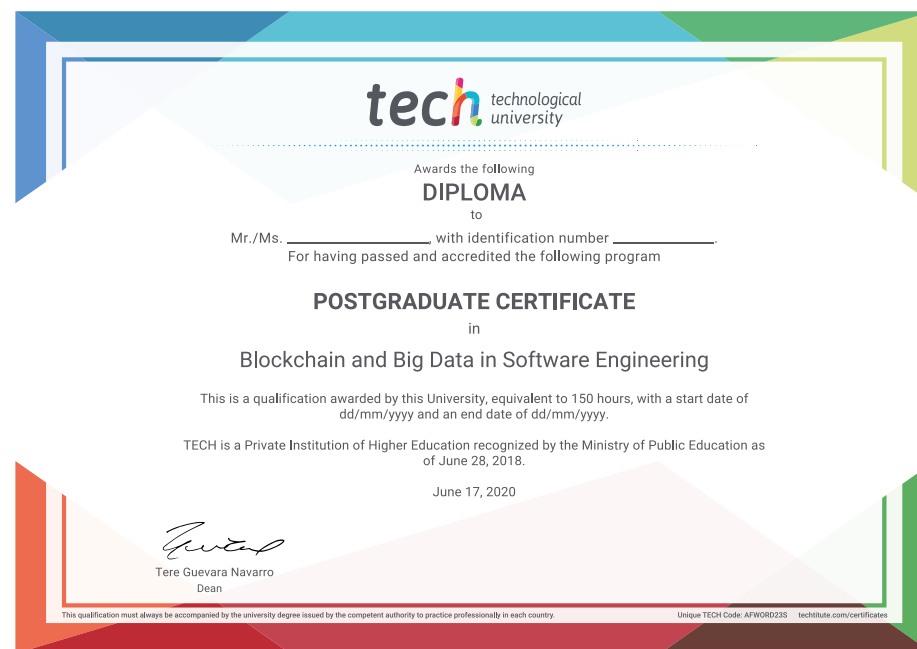 tech technological
university
Awards the following
DIPLOMA
to
Mr./Ms. ____________________, with identification number ______________.
For having passed and accredited the following program
POSTGRADUATE CERTIFICATE
in
Blockchain and Big Data in Software Engineering
This is a qualification awarded by this University, equivalent to 150 hours, with a start date of
dd/mm/yyyy and an end date of dd/mm/yyyy.
TECH is a Private Institution of Higher Education recognized by the Ministry of Public Education as
of June 28, 2018.
June 17, 2020
Tere Guevara Navarro
Dean
This qualification must always be accompanied by the university degree issued by the competent authority to practice professionally in each country.
Unique TECH Code: AFWORD23S techtitute.com/certificates